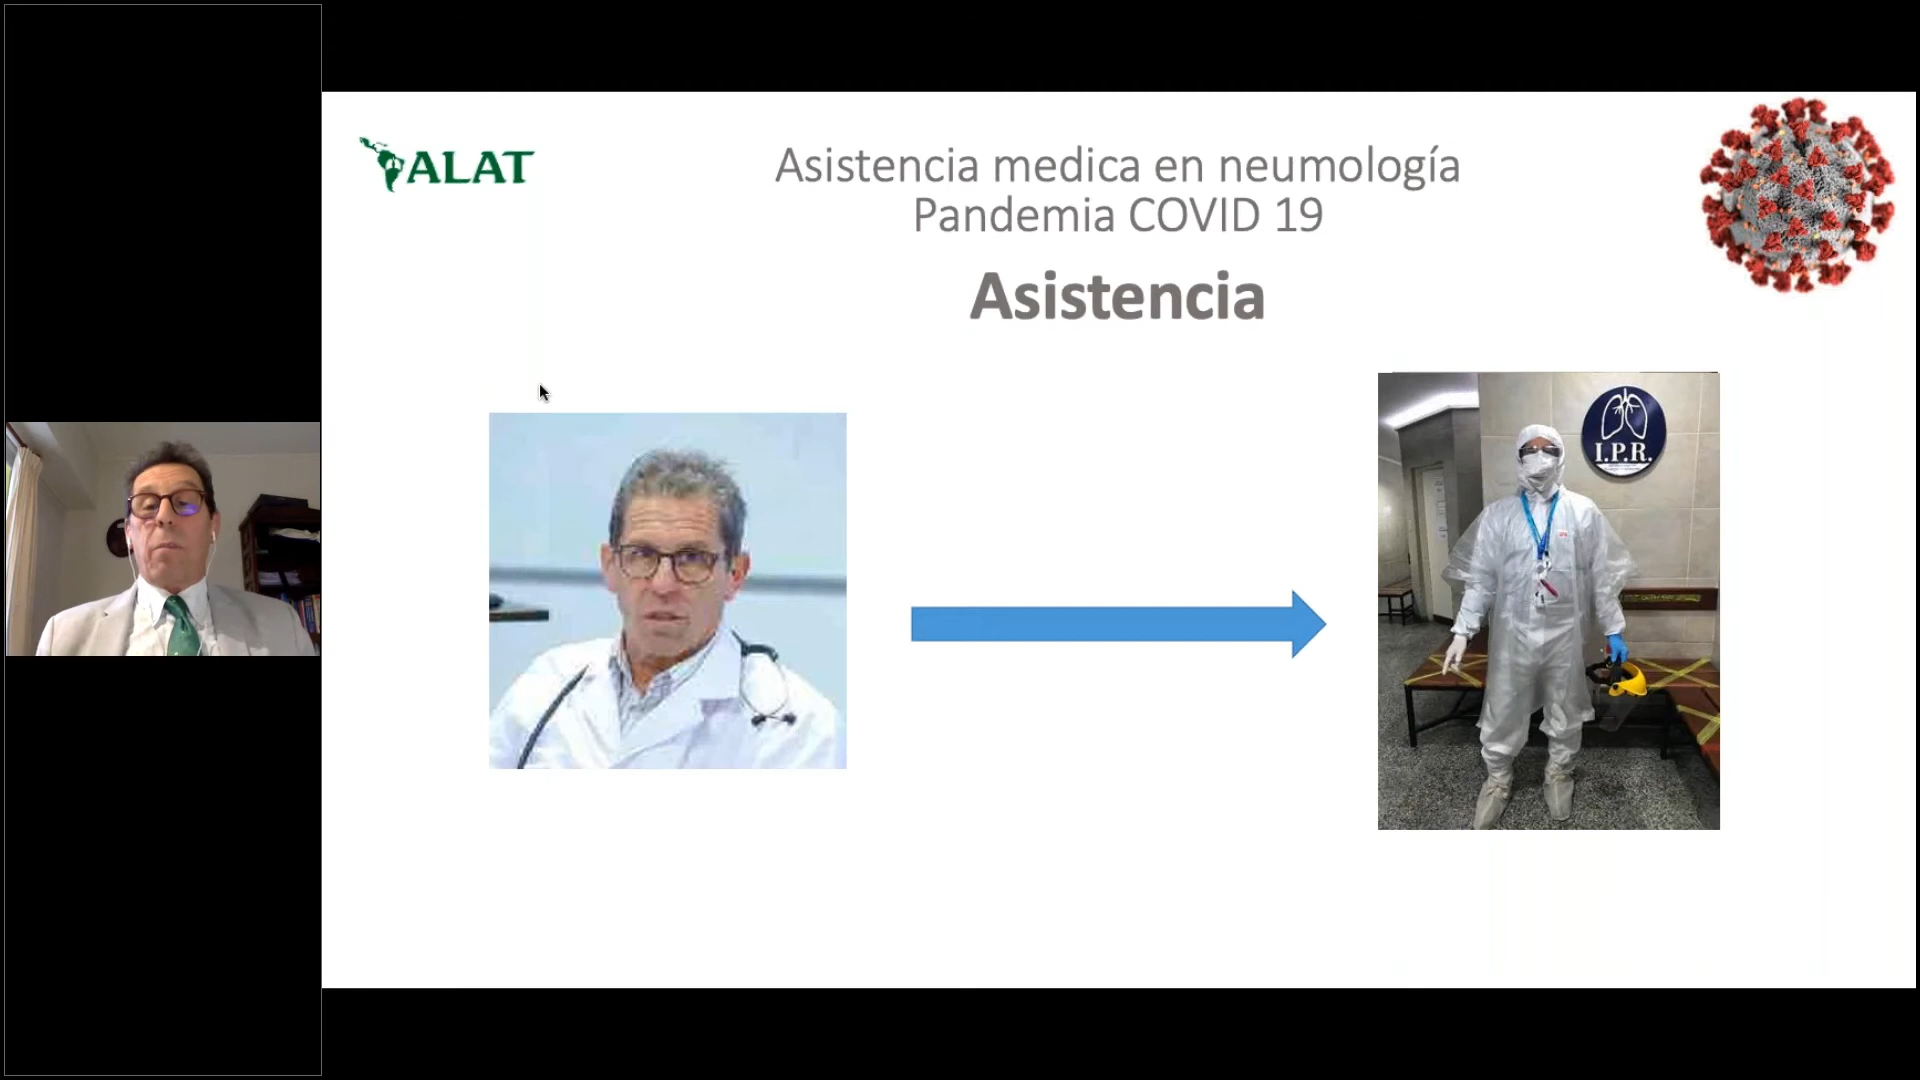 ALAT
Asistencia medica en neumología
Pandemia COVID 19
Asistencia
I.P.R.